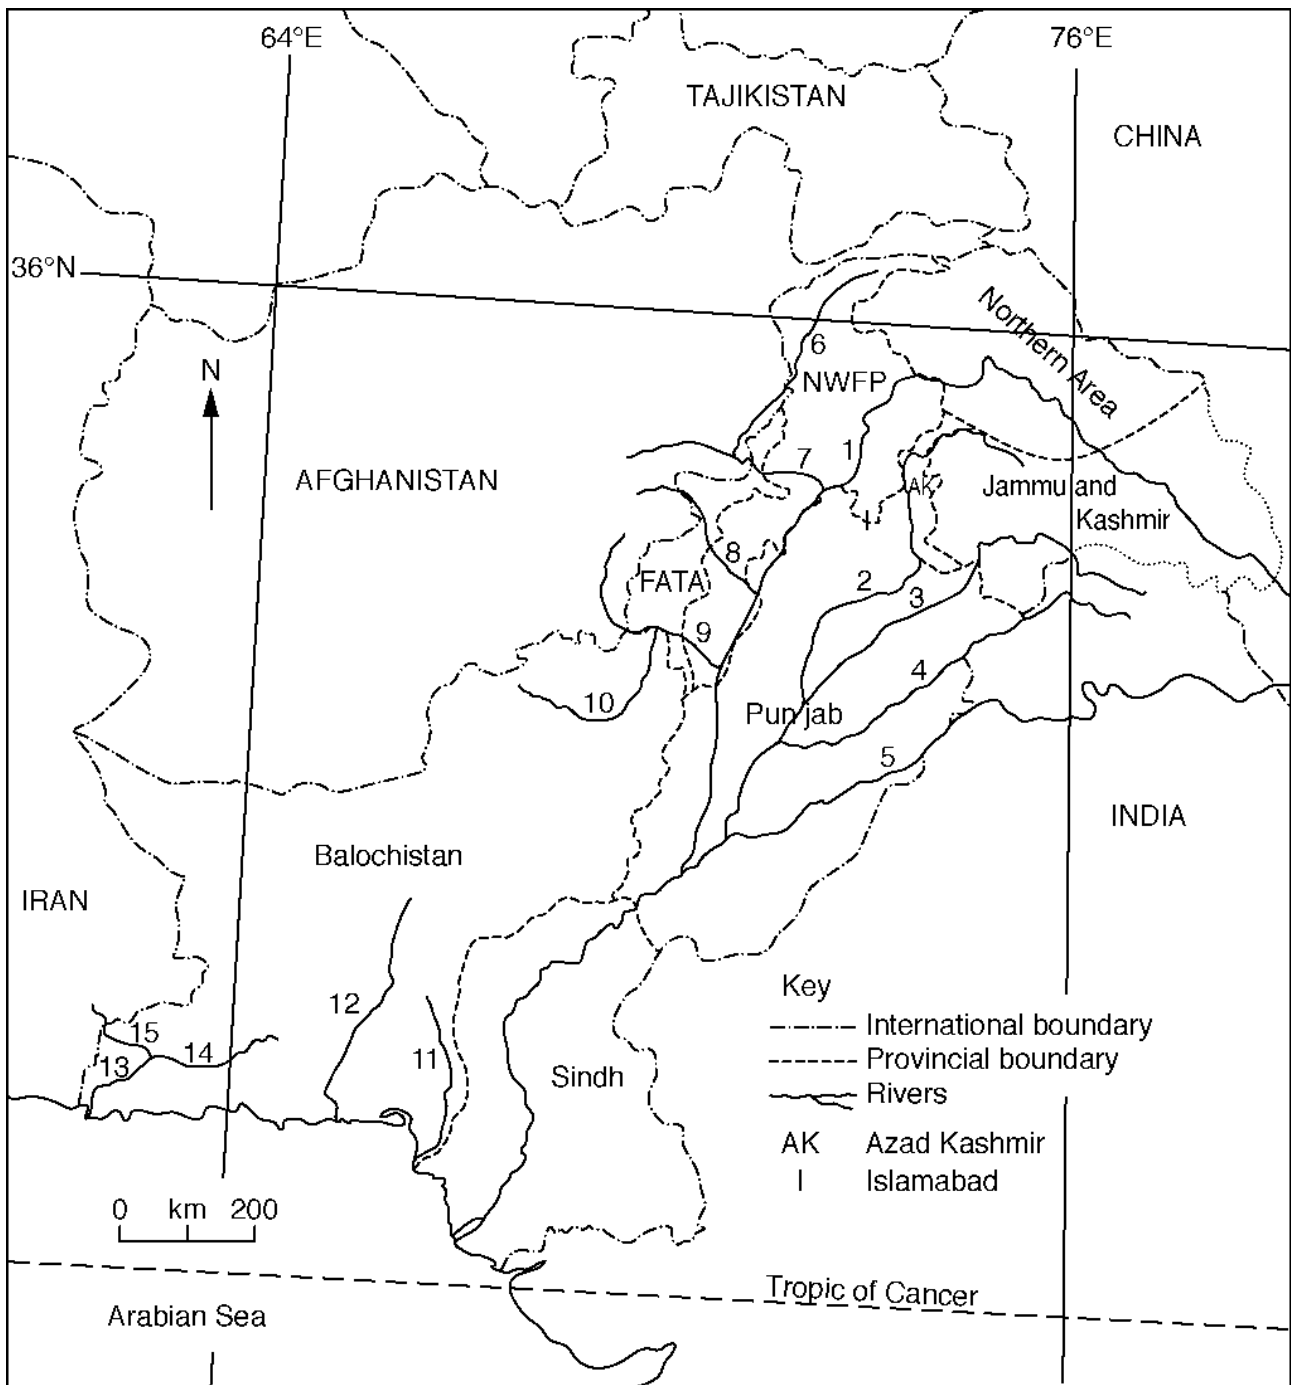 64°E
76°E
TAJIKISTAN
CHINA
36°N
Northern Area
6
N
NWFP
1
7
AFGHANISTAN
AK
Jammu and
Kashmir
I
8
FATA
2
3
9
4
10
Punjab
5
INDIA
Balochistan
IRAN
12
15
14
13
11
Sindh
Key
International boundary
Provincial boundary
Rivers
AK Azad Kashmir
I Islamabad
0 km 200
Tropic of Cancer
Arabian Sea